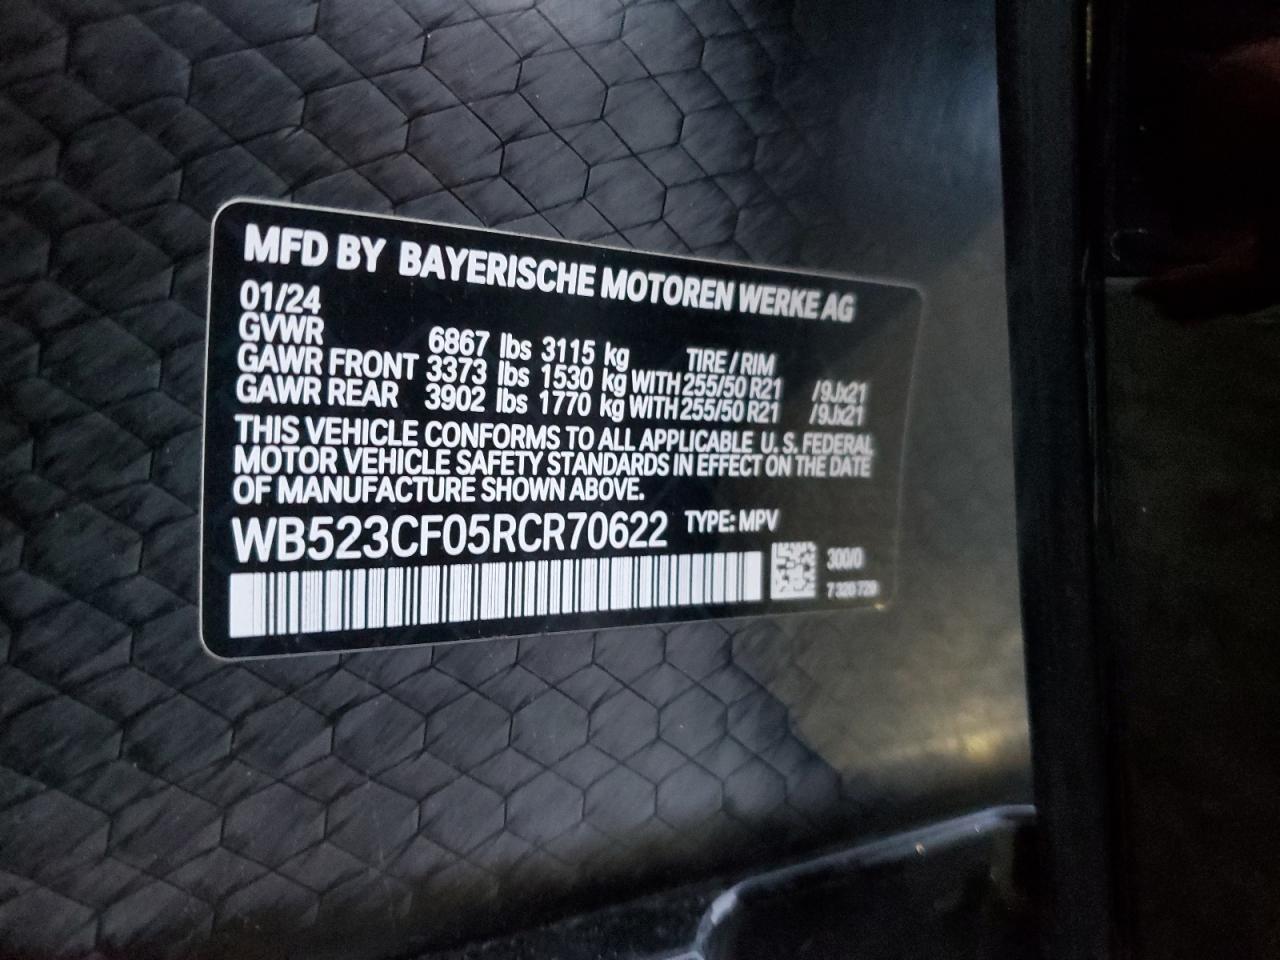 MFD BY BAYERISCHE MOTOREN WERKE AG
01/24
GVWR 6867 lbs 3115 kg TIRE / RIM
GAWR FRONT 3373 lbs 1530 kg WITH 255/50 R21 /9Jx21
GAWR REAR 3902 lbs 1770 kg WITH 255/50 R21 /9Jx21
THIS VEHICLE CONFORMS TO ALL APPLICABLE U. S. FEDERAL
MOTOR VEHICLE SAFETY STANDARDS IN EFFECT ON THE DATE
OF MANUFACTURE SHOWN ABOVE.
WB523CF05RCR70622 TYPE: MPV
300/0